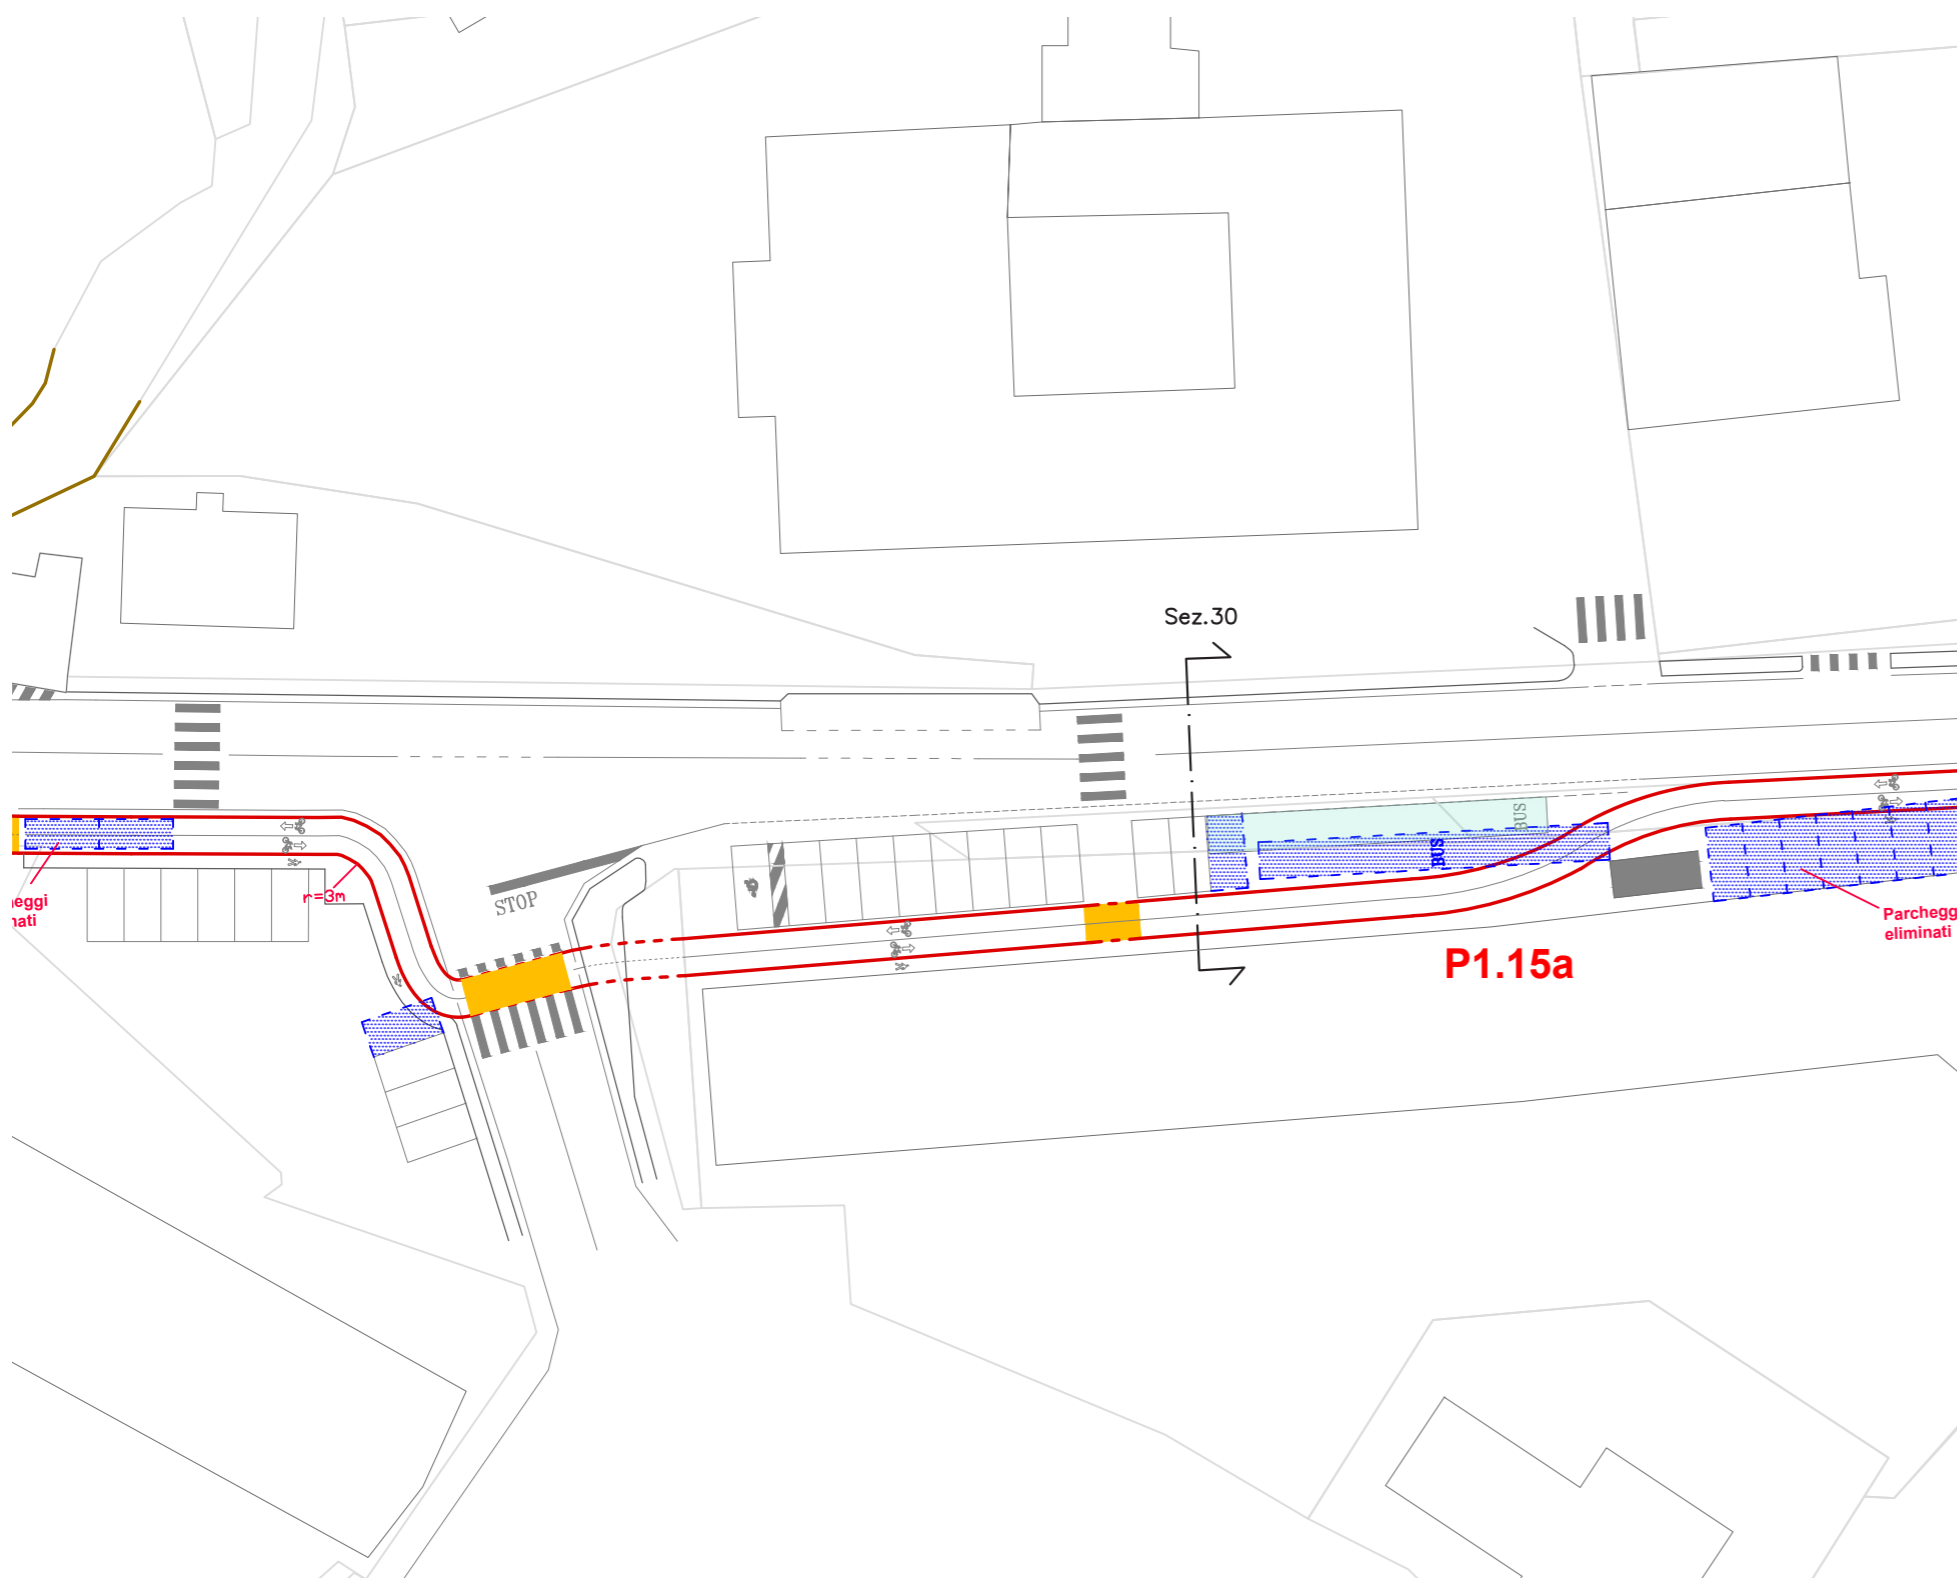 Sez.30
BUS
BUS
eggi
nati
r=3m
STOP
Parchegg
eliminati
P1.15a